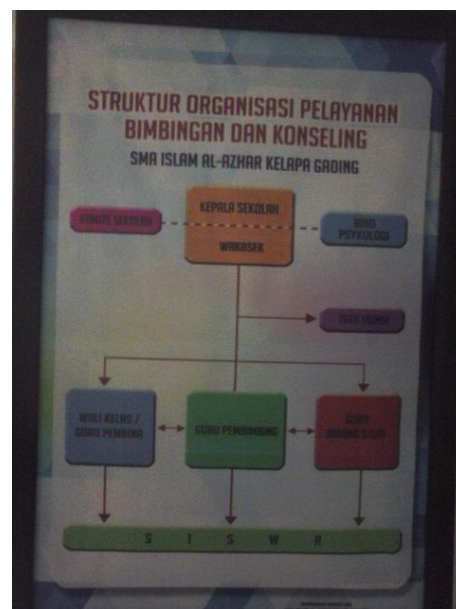 STRUKTUR ORGANISASI PELAYANAN
BIMBINGAN DAN KONSELING
SMA ISLAM AL-AZHAR KELAPA GADING
KEPALA SEKOLAH
WAKASEK
KOMITE SEKOLAH
BIRO
PSYKOLOGI
TATA USAHA
WALI KELAS /
GURU PEMBINA
GURU PEMBIMBING
GURU
BIDANG STUDI
S I S W A